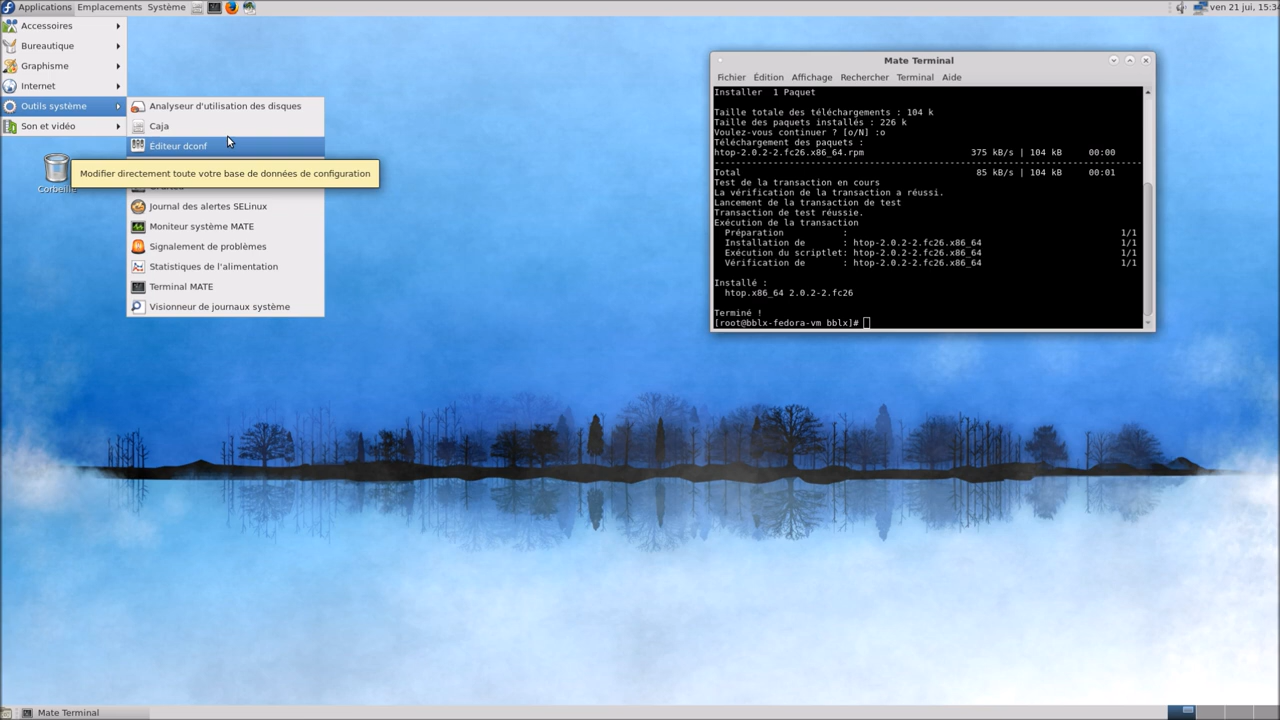 Applications Emplacements Système
ven 21 jui, 15:3
Accessoires
Bureautique
Graphisme
Internet
Outils système
Son et vidéo
Analyseur d'utilisation des disques
Caja
Éditeur dconf
Modifier directement toute votre base de données de configuration
Journal des alertes SELinux
Moniteur système MATE
Signalement de problèmes
Statistiques de l'alimentation
Terminal MATE
Visionneur de journaux système
Corbeille
Mate Terminal
Fichier Édition Affichage Rechercher Terminal Aide
Installer 1 Paquet
Taille totale des téléchargements : 104 k
Taille des paquets installés : 226 k
Voulez-vous continuer ? [o/N] :o
Téléchargement des paquets :
htop-2.0.2-2.fc26.x86_64.rpm 375 kB/s | 104 kB 00:00
--------------------------------------------------------------------------------
Total 85 kB/s | 104 kB 00:01
Test de la transaction en cours
La vérification de la transaction a réussi.
Lancement de la transaction de test
Transaction de test réussie.
Exécution de la transaction
Préparation : 1/1
Installation de : htop-2.0.2-2.fc26.x86_64 1/1
Exécution du scriptlet: htop-2.0.2-2.fc26.x86_64 1/1
Vérification de : htop-2.0.2-2.fc26.x86_64 1/1
Installé :
htop.x86_64 2.0.2-2.fc26
Terminé !
[root@bblx-fedora-vm bblx]#
Mate Terminal